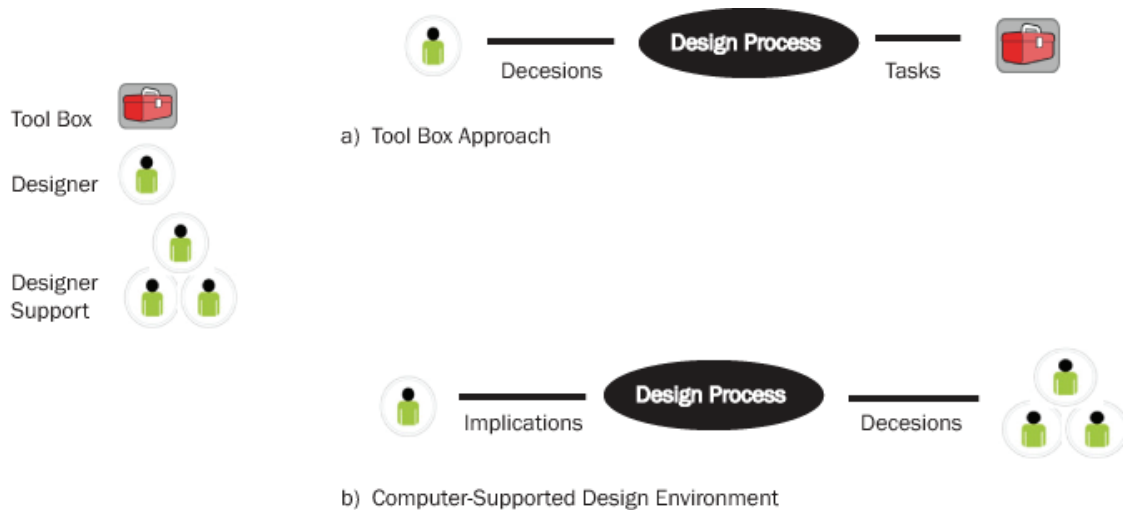 Design Process
Decesions
Tasks
a) Tool Box Approach
Tool Box
Designer
Designer
Support
Design Process
Implications
Decesions
b) Computer-Supported Design Environment